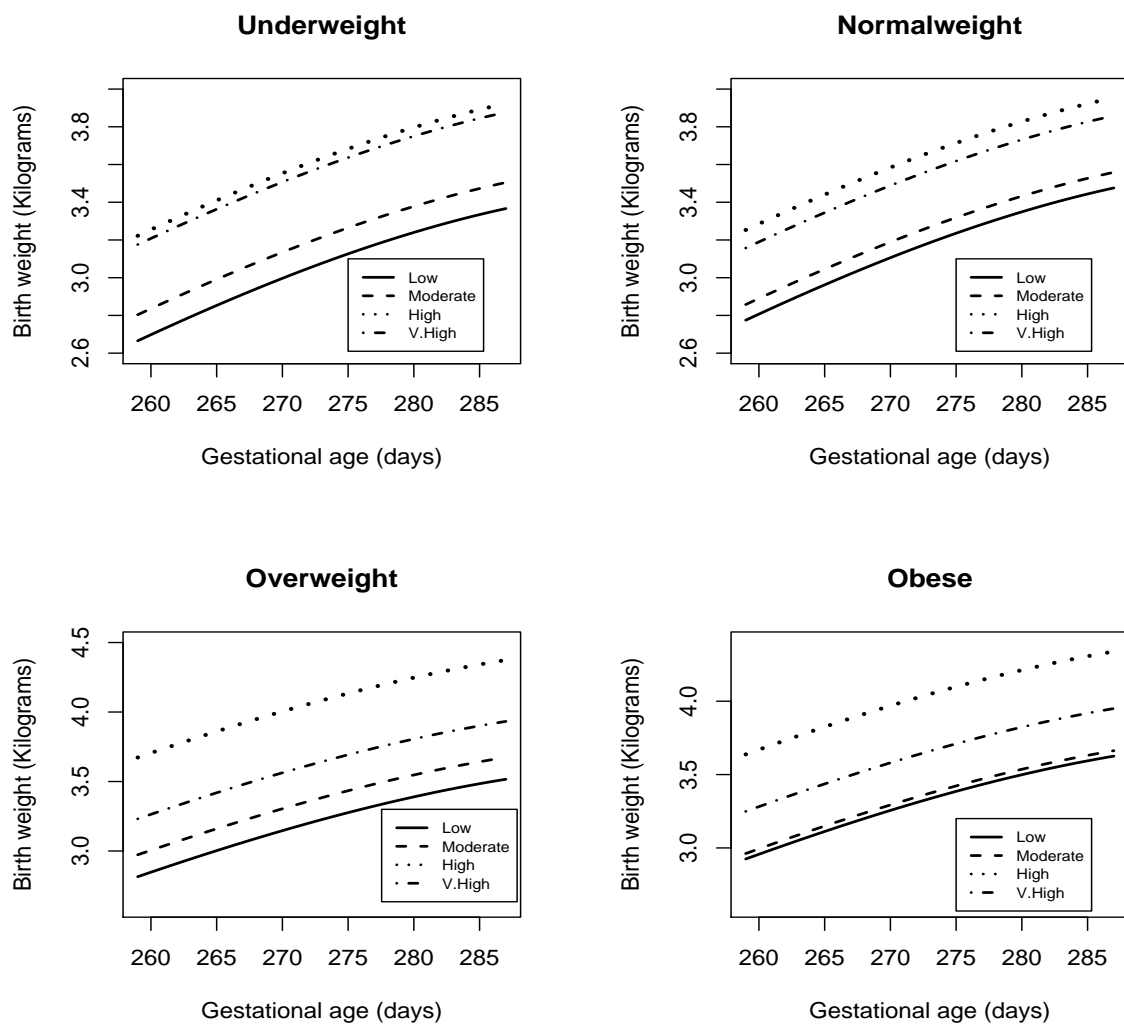 Underweight
Birth weight (Kilograms)
2.6 3.0 3.4 3.8
Low
Moderate
High
V.High
260 265 270 275 280 285
Gestational age (days)
Normalweight
Birth weight (Kilograms)
2.6 3.0 3.4 3.8
Low
Moderate
High
V.High
260 265 270 275 280 285
Gestational age (days)
Overweight
Birth weight (Kilograms)
3.0 3.5 4.0 4.5
Low
Moderate
High
V.High
260 265 270 275 280 285
Gestational age (days)
Obese
Birth weight (Kilograms)
3.0 3.5 4.0
Low
Moderate
High
V.High
260 265 270 275 280 285
Gestational age (days)